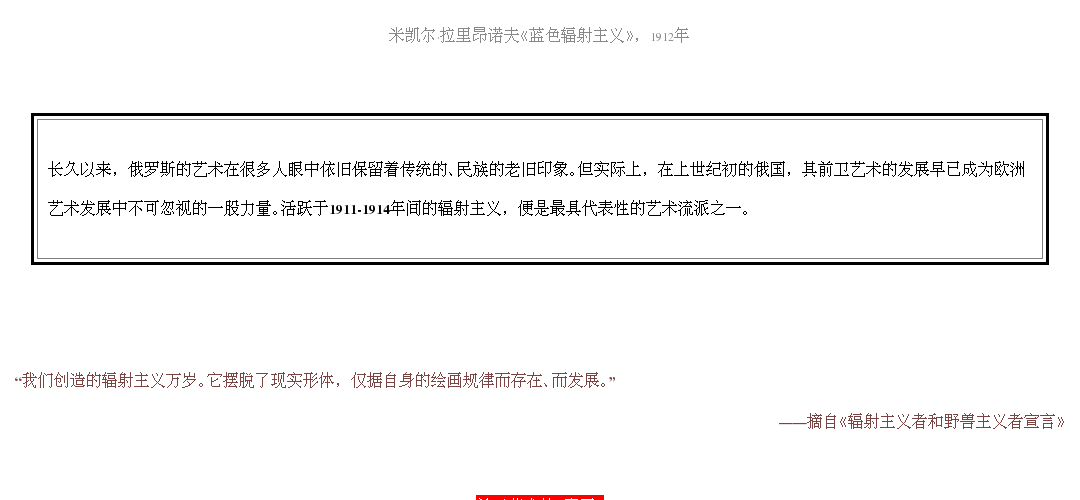 米凯尔·拉里昂诺夫《蓝色辐射主义》，1912年
长久以来，俄罗斯的艺术在很多人眼中依旧保留着传统的、民族的老旧印象。但实际上，在上世纪初的俄国，其前卫艺术的发展早已成为欧洲
艺术发展中不可忽视的一股力量。活跃于1911-1914年间的辐射主义，便是最具代表性的艺术流派之一。
“我们创造的辐射主义万岁。它摆脱了现实形体，仅据自身的绘画规律而存在、而发展。”
——摘自《辐射主义者和野兽主义者宣言》